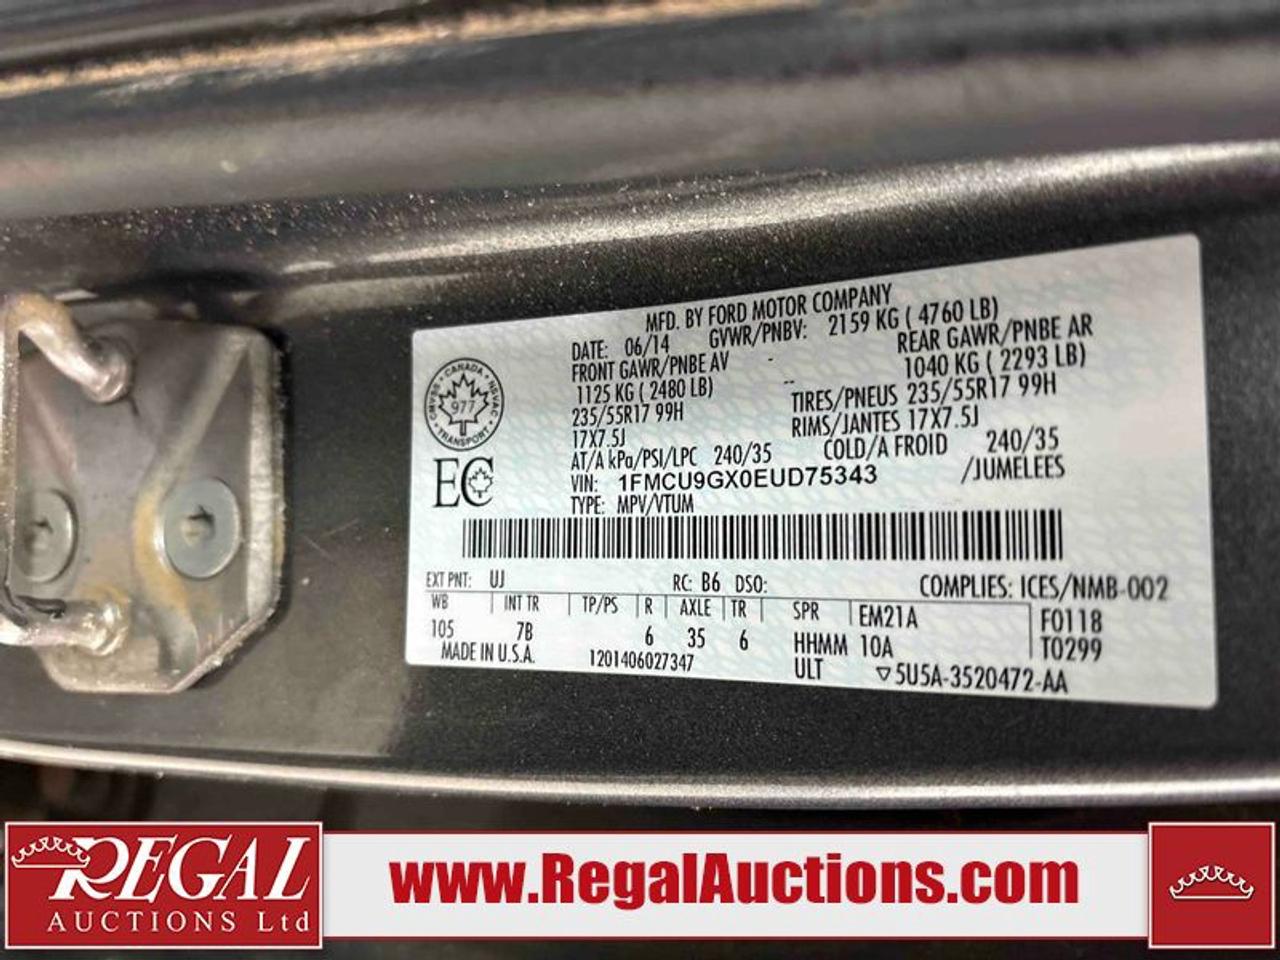 MFD. BY FORD MOTOR COMPANY
DATE: 06/14 GVWR/PNBV: 2159 KG ( 4760 LB)
FRONT GAWR/PNBE AV - REAR GAWR/PNBE AR
1125 KG ( 2480 LB) -- 1040 KG ( 2293 LB)
235/55R17 99H TIRES/PNEUS 235/55R17 99H
17X7.5J RIMS/JANTES 17X7.5J
AT/A kPa/PSI/LPC 240/35 COLD/A FROID 240/35
VIN: 1FMCU9GX0EUD75343 /JUMELEES
TYPE: MPV/VTUM
CANADA
CMVSS NSVAC
977
TRANSPORT
EC
EXT PNT: UJ RC: B6 DSO: COMPLIES: ICES/NMB-002
WB INT TR TP/PS R AXLE TR SPR EM21A F0118
105 7B 6 35 6 HHMM 10A T0299
MADE IN U.S.A. 1201406027347 ULT ▽5U5A-3520472-AA
REGAL
AUCTIONS Ltd
www.RegalAuctions.com